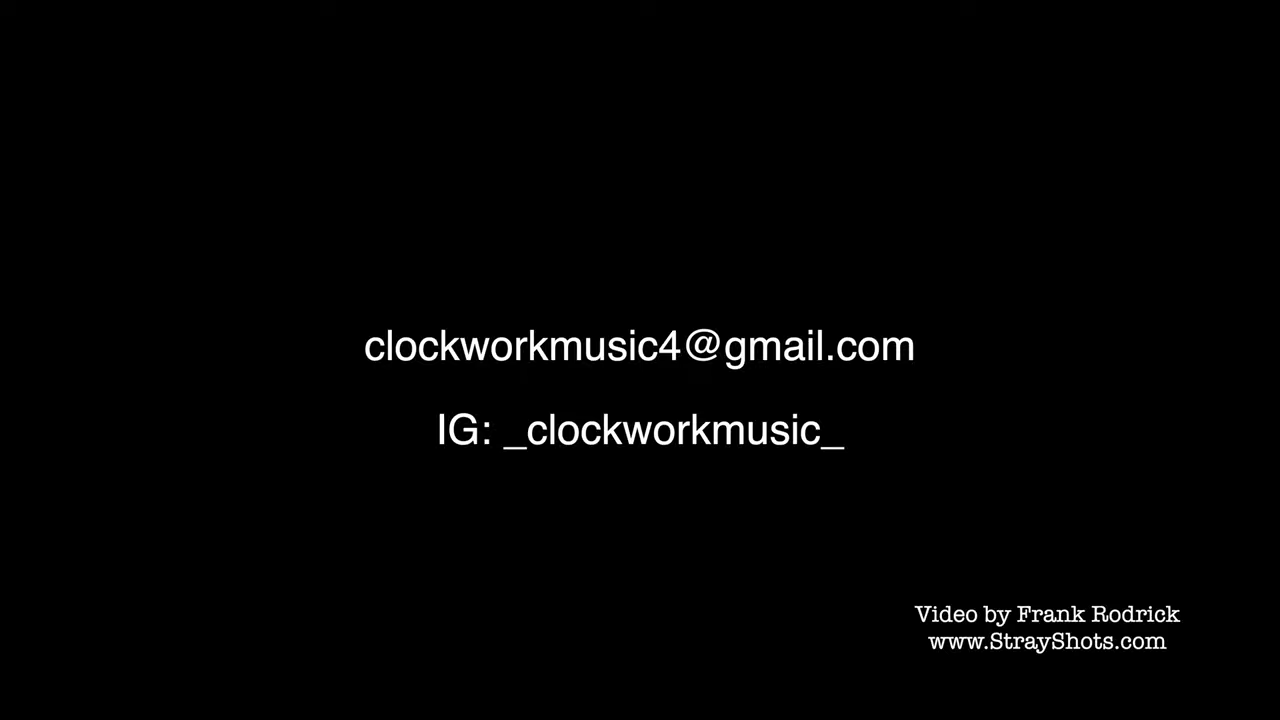 clockworkmusic4@gmail.com
IG: _clockworkmusic_
Video by Frank Rodrick
www.StrayShots.com